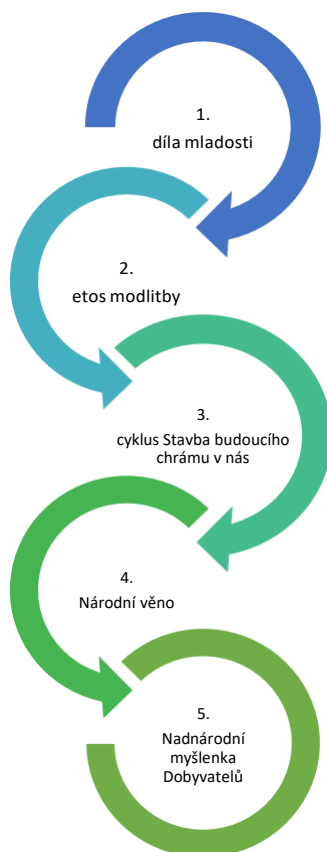 1.
díla mladosti
2.
etos modlitby
3.
cyklus Stavba budoucího
chrámu v nás
4.
Národní věno
5.
Nadnárodní
myšlenka
Dobyvatelů